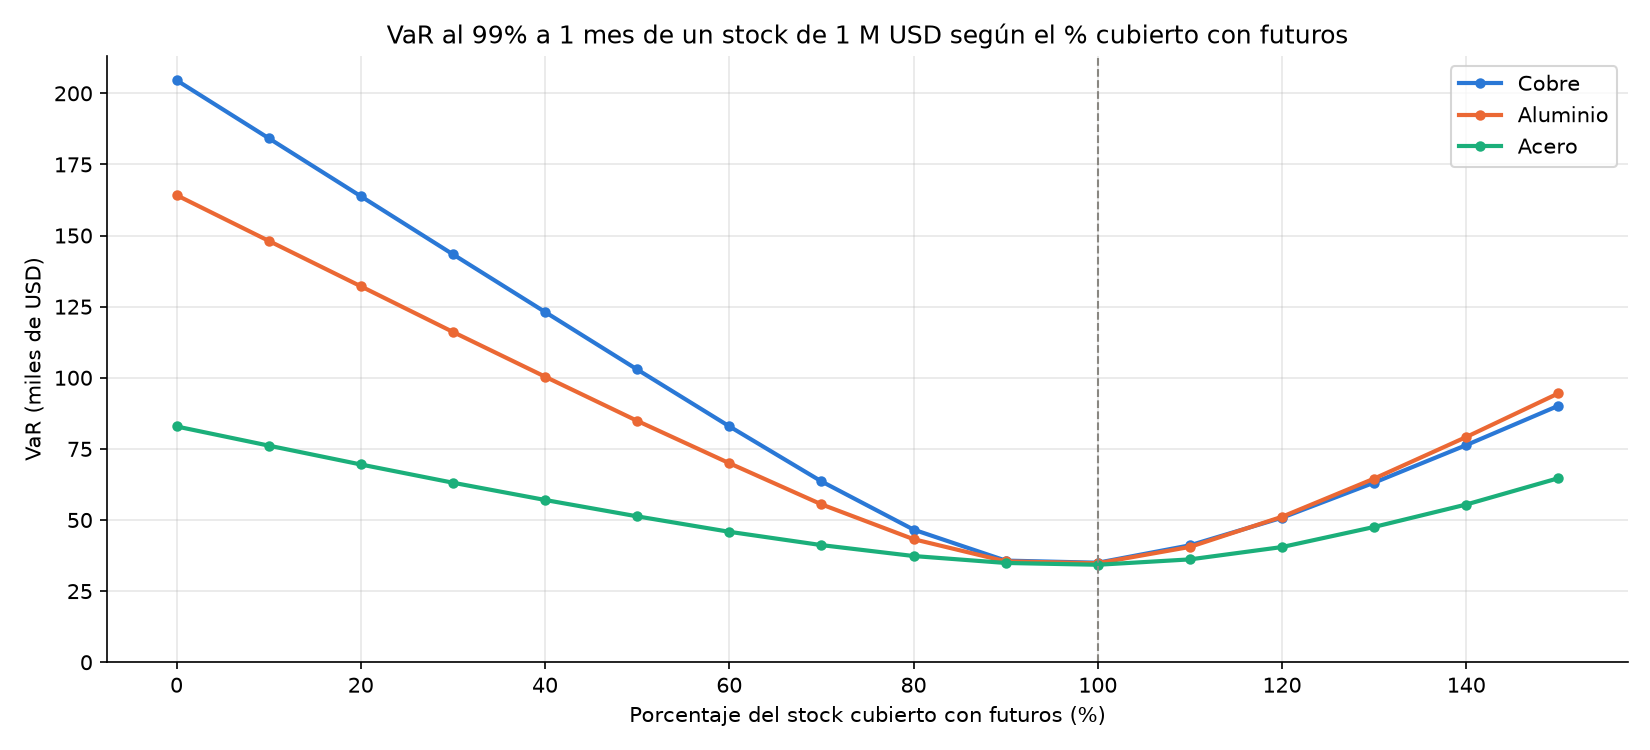 VaR al 99% a 1 mes de un stock de 1 M USD según el % cubierto con futuros
Cobre
Aluminio
Acero
VaR (miles de USD)
200
175
150
125
100
75
50
25
0
0 20 40 60 80 100 120 140
Porcentaje del stock cubierto con futuros (%)